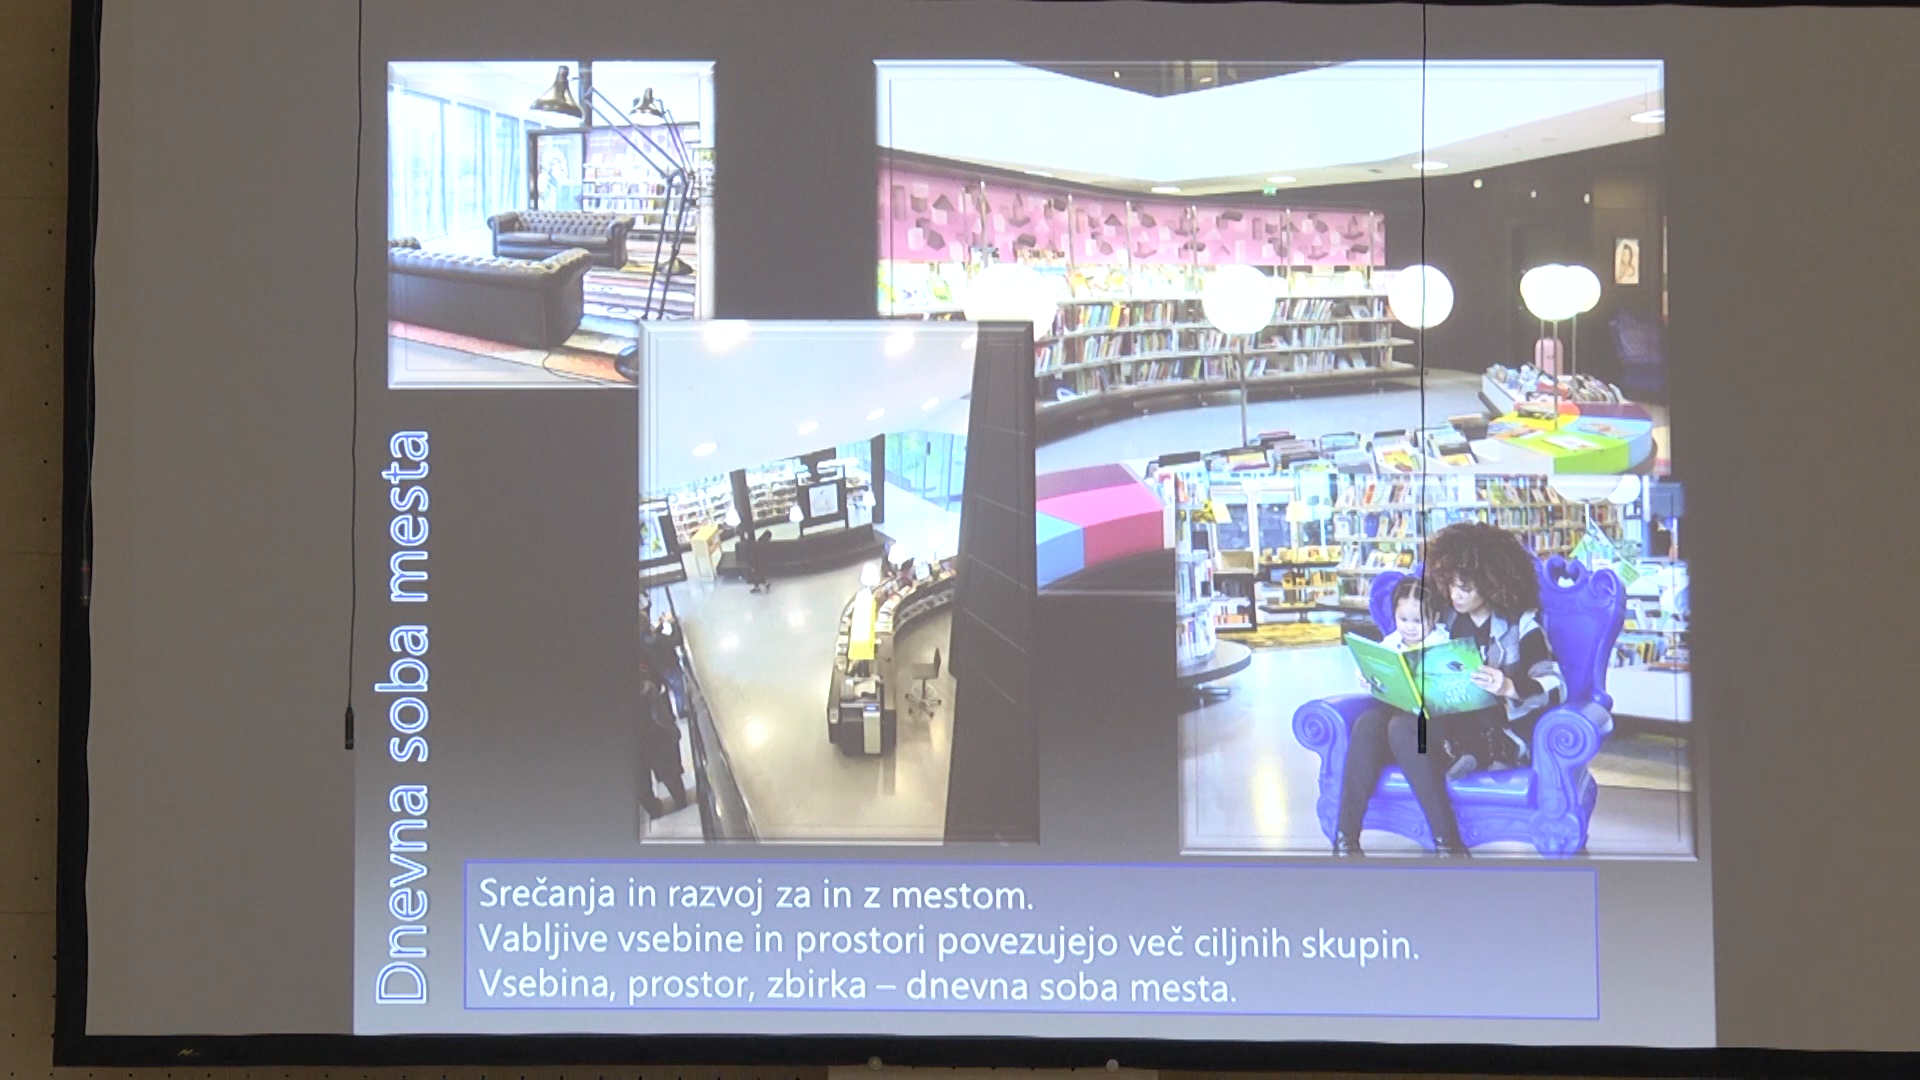 Dnevna soba mesta
Srečanja in razvoj za in z mestom.
Vabljive vsebine in prostori povezujejo več ciljnih skupin.
Vsebina, prostor, zbirka – dnevna soba mesta.